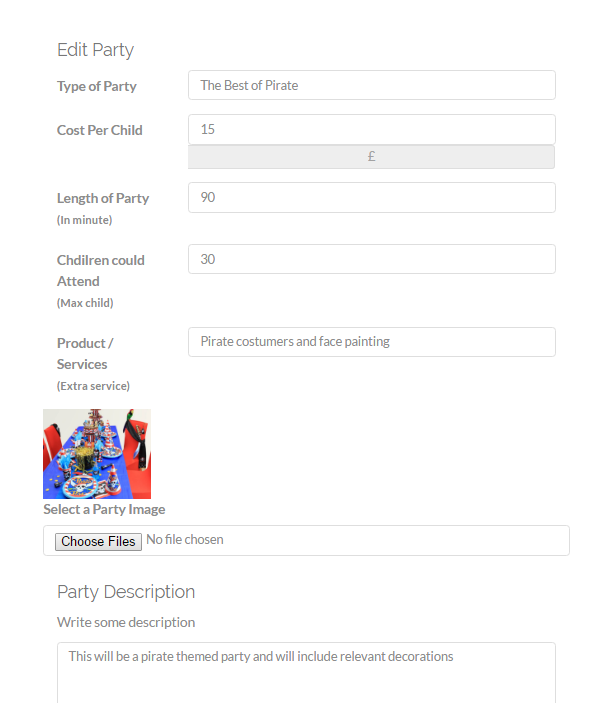 Edit Party
Type of Party
The Best of Pirate
Cost Per Child
15
£
Length of Party
90
(In minute)
Chdilren could
30
Attend
(Max child)
Product /
Pirate costumers and face painting
Services
(Extra service)
Select a Party Image
Choose Files No file chosen
Party Description
Write some description
This will be a pirate themed party and will include relevant decorations